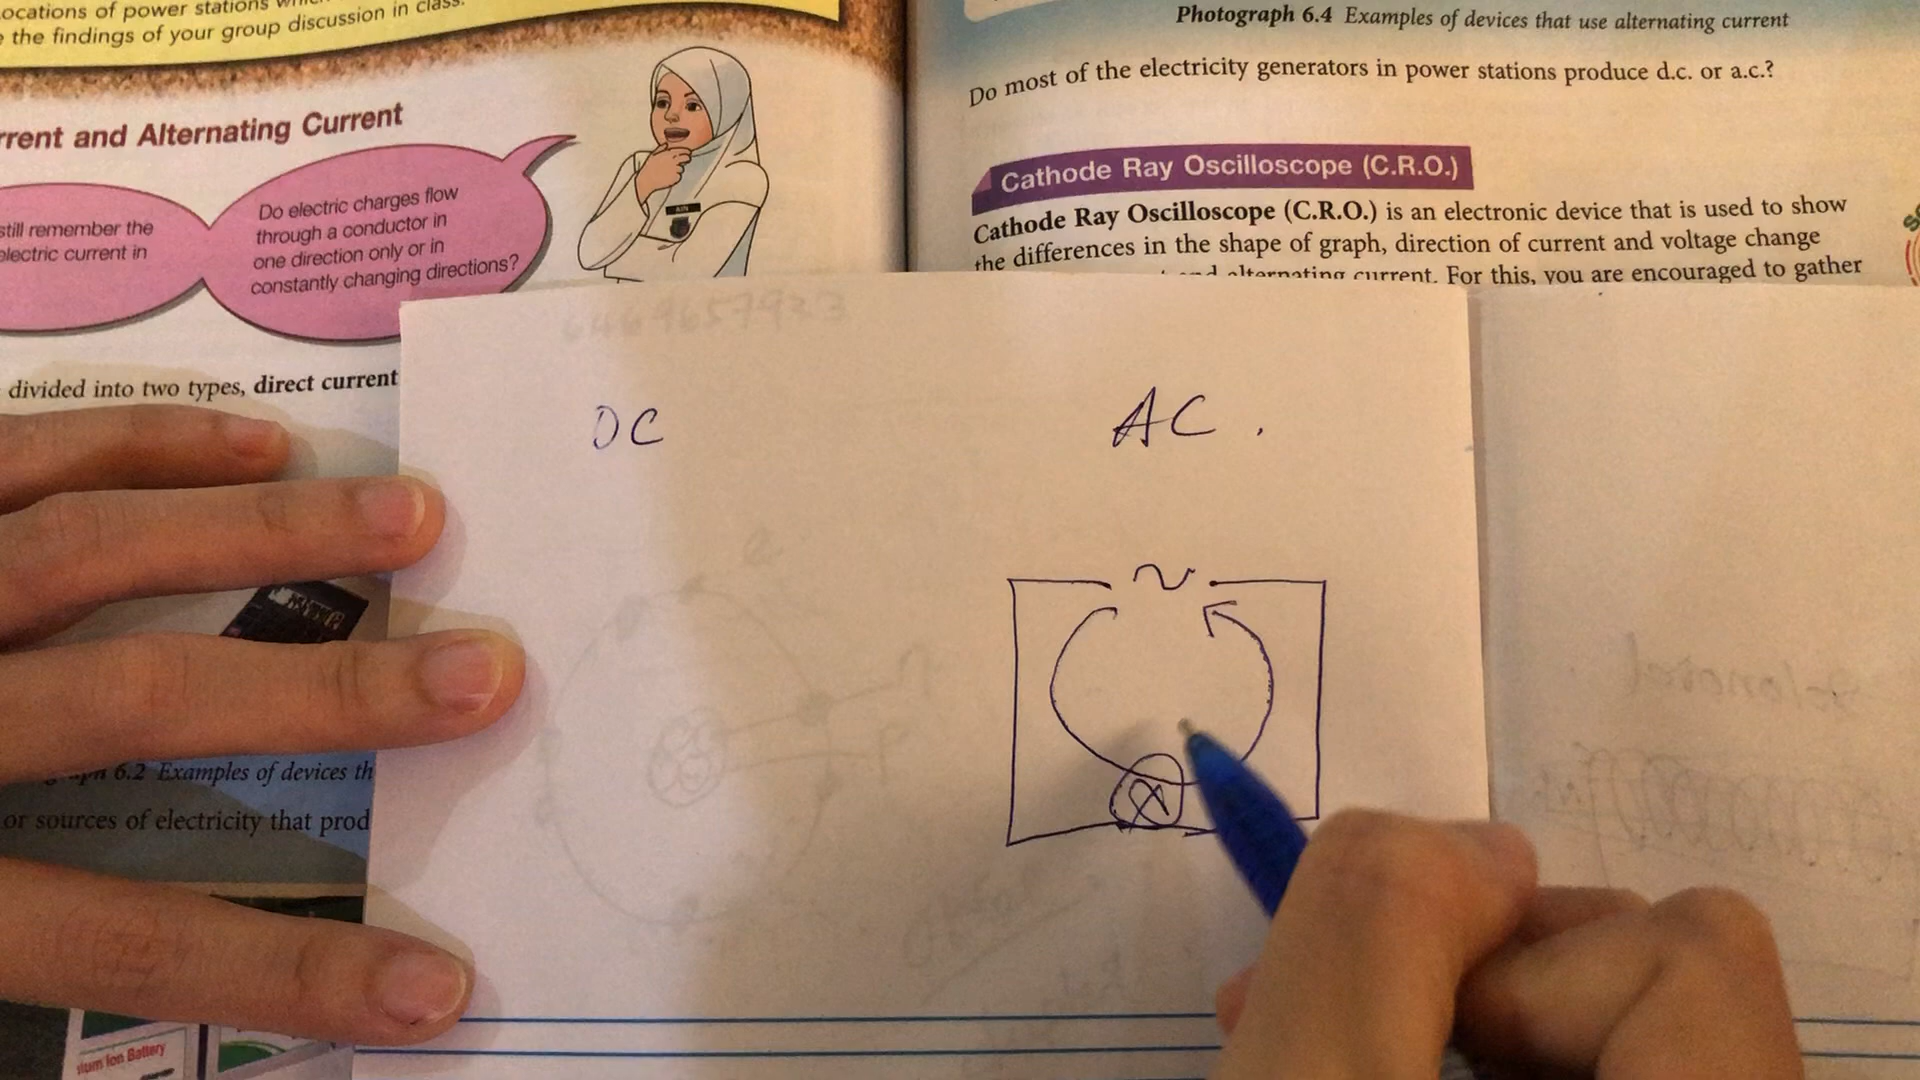 ocations of power stations
the findings of your group discussion in class.
rrent and Alternating Current
still remember the
electric current in
Do electric charges flow
through a conductor in
one direction only or in
constantly changing directions?
divided into two types, direct current
6.2 Examples of devices th
or sources of electricity that prod
ium Ion Battery
Photograph 6.4 Examples of devices that use alternating current
Do most of the electricity generators in power stations produce d.c. or a.c.?
Cathode Ray Oscilloscope (C.R.O.)
Cathode Ray Oscilloscope (C.R.O.) is an electronic device that is used to show
the differences in the shape of graph, direction of current and voltage change
alternating current. For this, you are encouraged to gather
DC
AC.